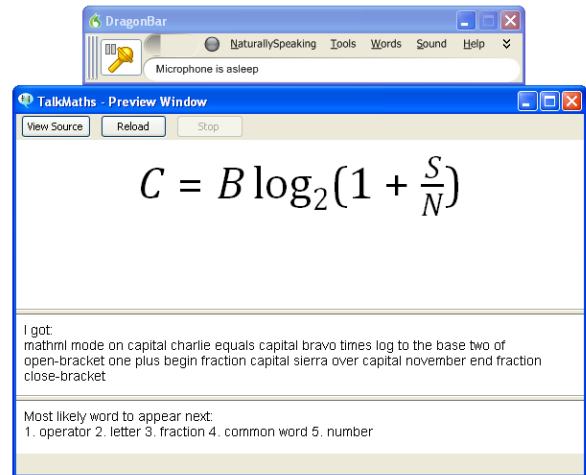 DragonBar
NaturallySpeaking Tools Words Sound Help
Microphone is asleep
TalkMaths - Preview Window
View Source Reload Stop
C = B log₂(1 + S/N)
I got:
mathml mode on capital charlie equals capital bravo times log to the base two of
open-bracket one plus begin fraction capital sierra over capital november end fraction
close-bracket
Most likely word to appear next:
1. operator 2. letter 3. fraction 4. common word 5. number